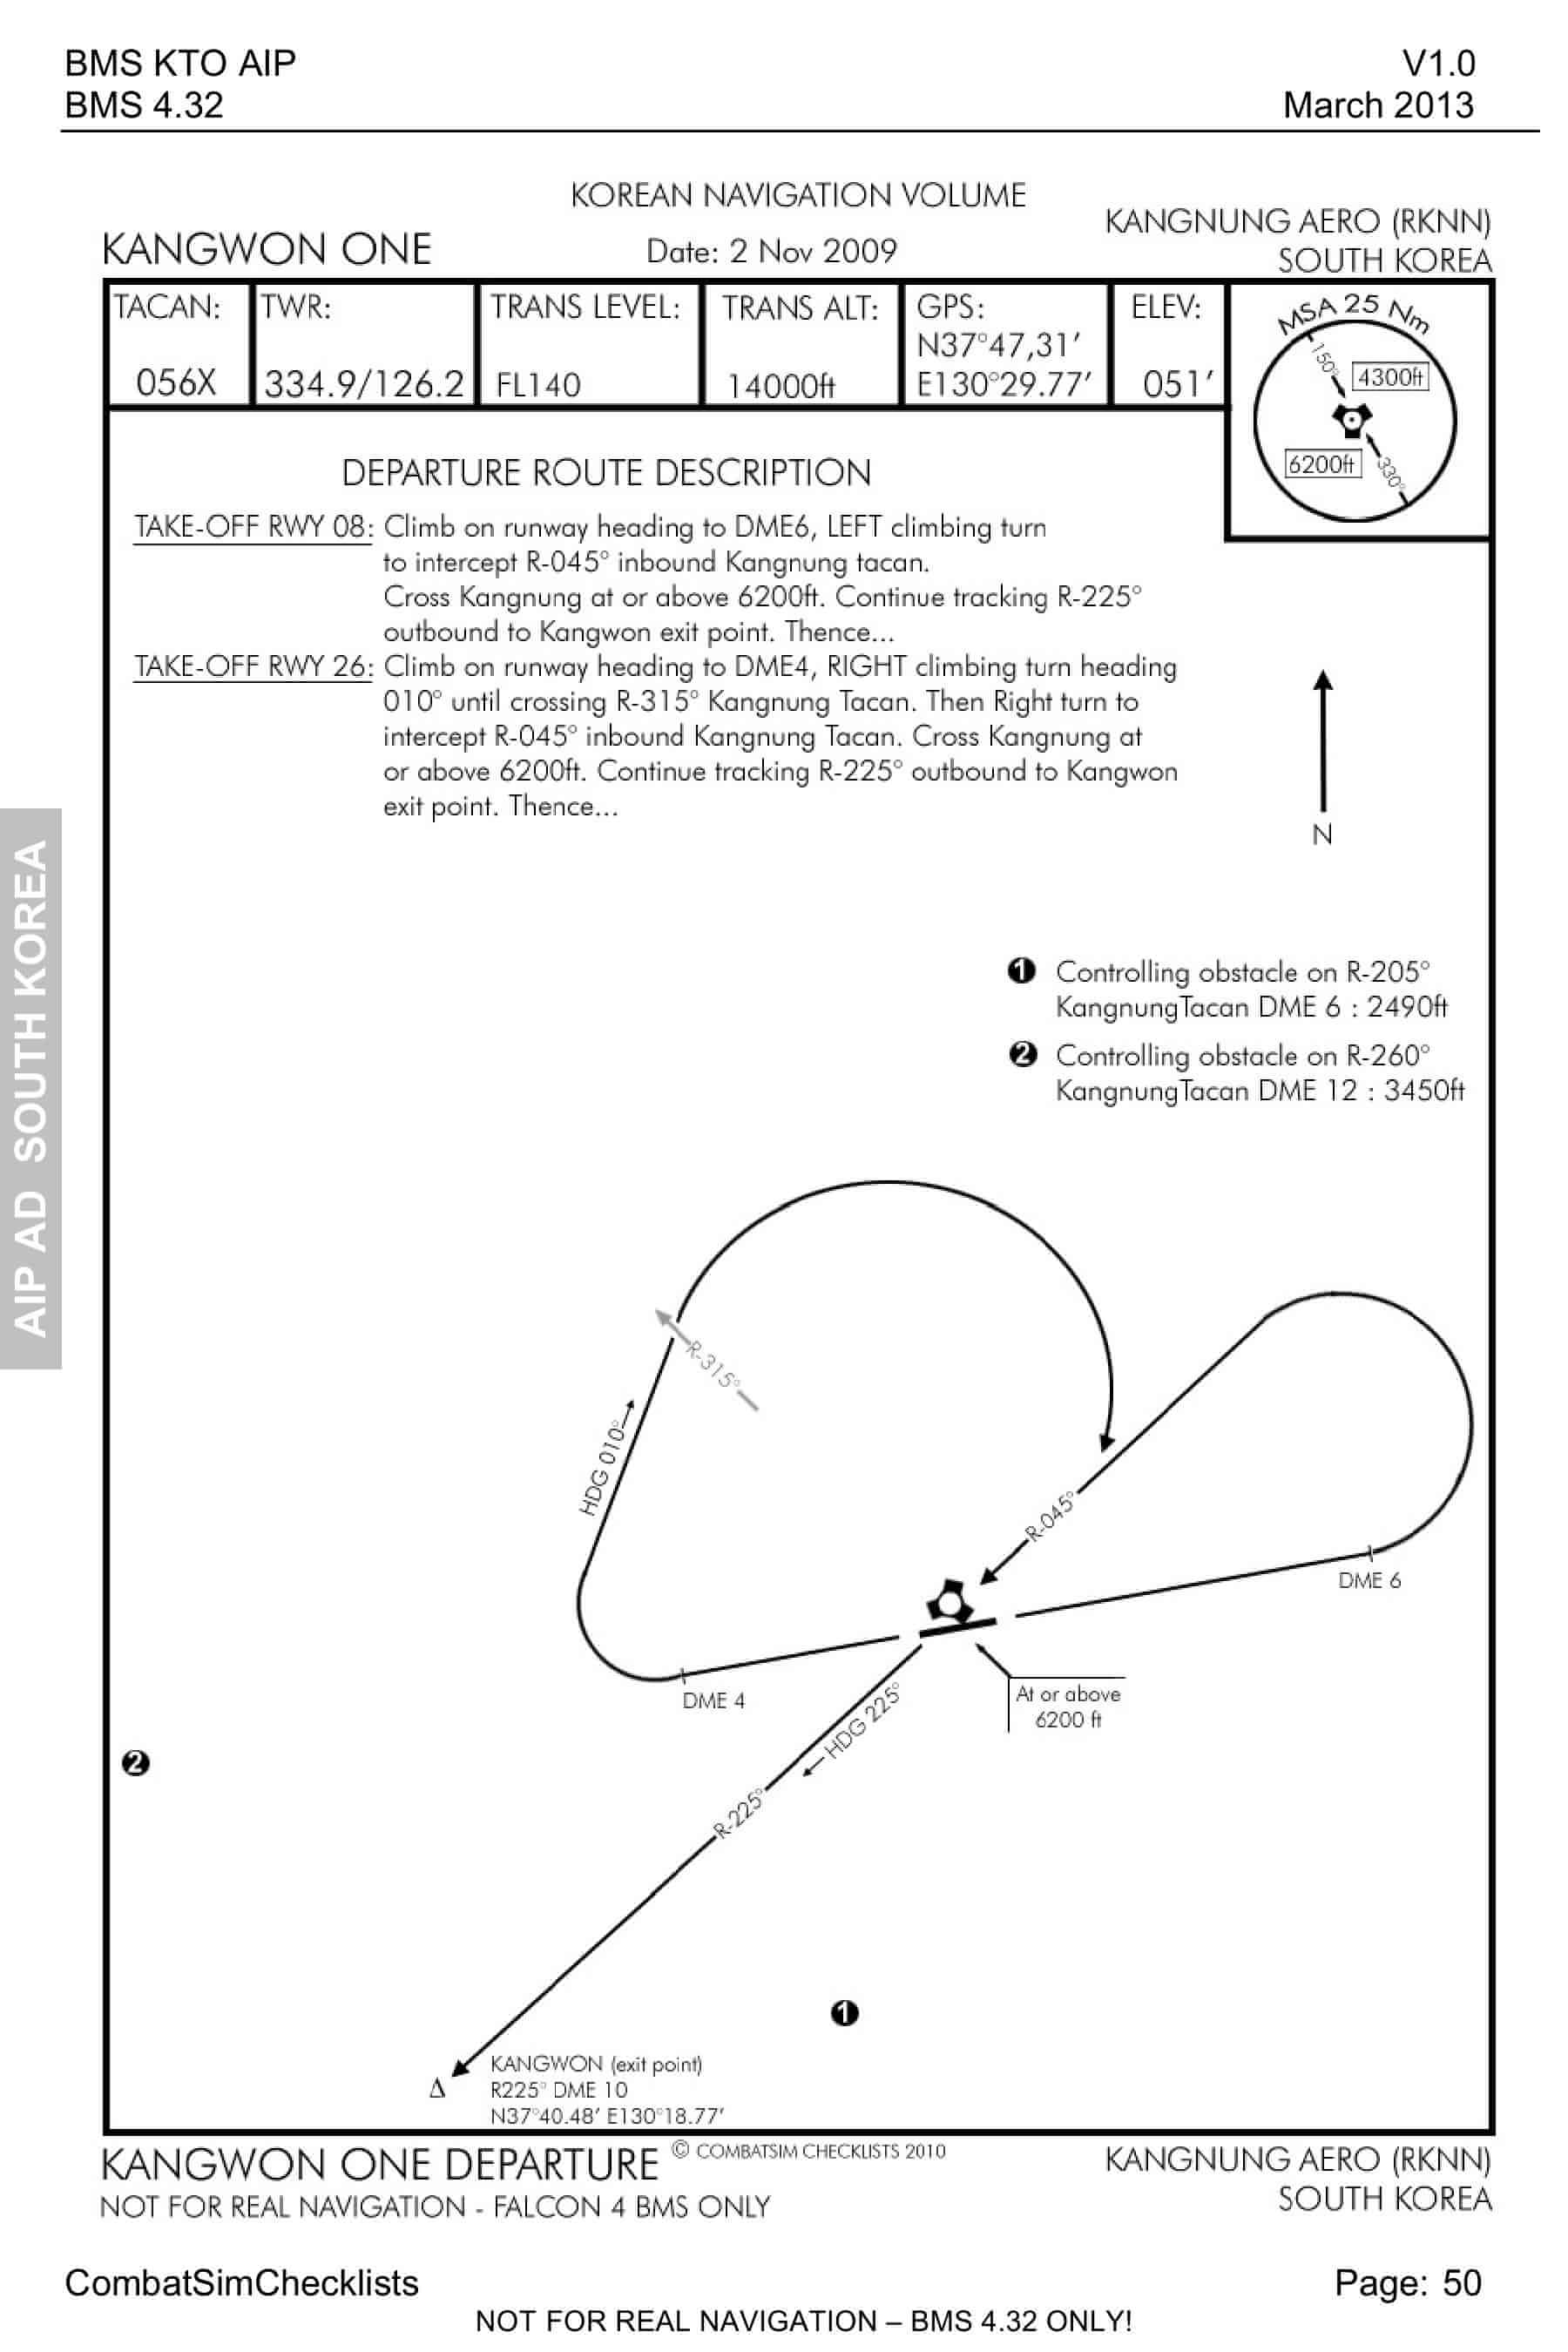 BMS KTO AIP
V1.0
BMS 4.32
March 2013
KOREAN NAVIGATION VOLUME
KANGWON ONE
Date: 2 Nov 2009
KANGNUNG AERO (RKNN)
SOUTH KOREA
TACAN:
056X
TWR:
334.9/126.2
TRANS LEVEL:
FL140
TRANS ALT:
14000ft
GPS:
N37°47,31′
E130°29.77′
ELEV:
051′
MSA 25 Nm
150°
4300ft
6200ft
330°
DEPARTURE ROUTE DESCRIPTION
TAKE-OFF RWY 08: Climb on runway heading to DME6, LEFT climbing turn
to intercept R-045° inbound Kangnung tacan.
Cross Kangnung at or above 6200ft. Continue tracking R-225°
outbound to Kangwon exit point. Thence...
TAKE-OFF RWY 26: Climb on runway heading to DME4, RIGHT climbing turn heading
010° until crossing R-315° Kangnung Tacan. Then Right turn to
intercept R-045° inbound Kangnung Tacan. Cross Kangnung at
or above 6200ft. Continue tracking R-225° outbound to Kangwon
exit point. Thence...
N
AIP AD SOUTH KOREA
1 Controlling obstacle on R-205°
KangnungTacan DME 6 : 2490ft
2 Controlling obstacle on R-260°
KangnungTacan DME 12 : 3450ft
R-315°
HDG 010°
R-045°
DME 6
DME 4
At or above
6200 ft
HDG 225°
2
R-225°
1
KANGWON (exit point)
R225° DME 10
N37°40.48′ E130°18.77′
KANGWON ONE DEPARTURE © COMBATSIM CHECKLISTS 2010
NOT FOR REAL NAVIGATION - FALCON 4 BMS ONLY
KANGNUNG AERO (RKNN)
SOUTH KOREA
CombatSimChecklists
Page: 50
NOT FOR REAL NAVIGATION – BMS 4.32 ONLY!